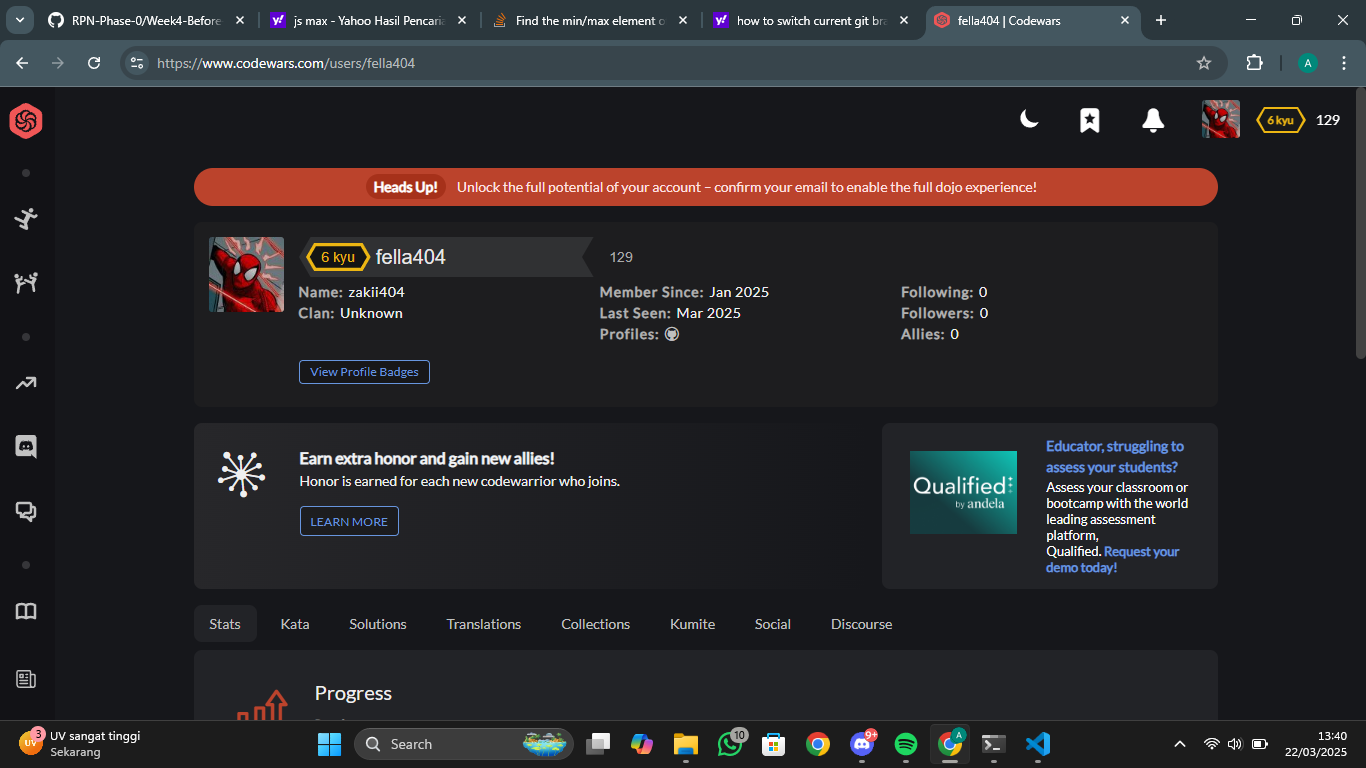 RPN-Phase-0/Week4-Before
js max - Yahoo Hasil Pencaria
Find the min/max element o
how to switch current git bra
fella404 | Codewars
https://www.codewars.com/users/fella404
A
6 kyu
129
Heads Up! Unlock the full potential of your account – confirm your email to enable the full dojo experience!
6 kyu fella404
129
Name: zakii404
Clan: Unknown
Member Since: Jan 2025
Last Seen: Mar 2025
Profiles:
Following: 0
Followers: 0
Allies: 0
View Profile Badges
Earn extra honor and gain new allies!
Honor is earned for each new codewarrior who joins.
LEARN MORE
Qualified
by andela
Educator, struggling to
assess your students?
Assess your classroom or
bootcamp with the world
leading assessment
platform,
Qualified. Request your
demo today!
Stats Kata Solutions Translations Collections Kumite Social Discourse
Progress
UV
3
UV sangat tinggi
Sekarang
Search
10
9+
A
13:40
22/03/2025